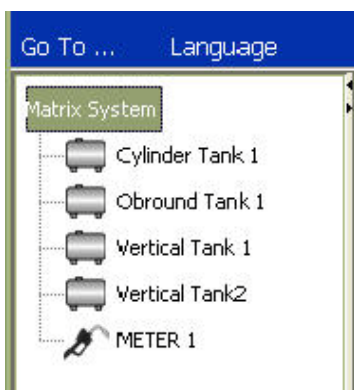 Go To ... Language
Matrix System
Cylinder Tank 1
Obround Tank 1
Vertical Tank 1
Vertical Tank2
METER 1